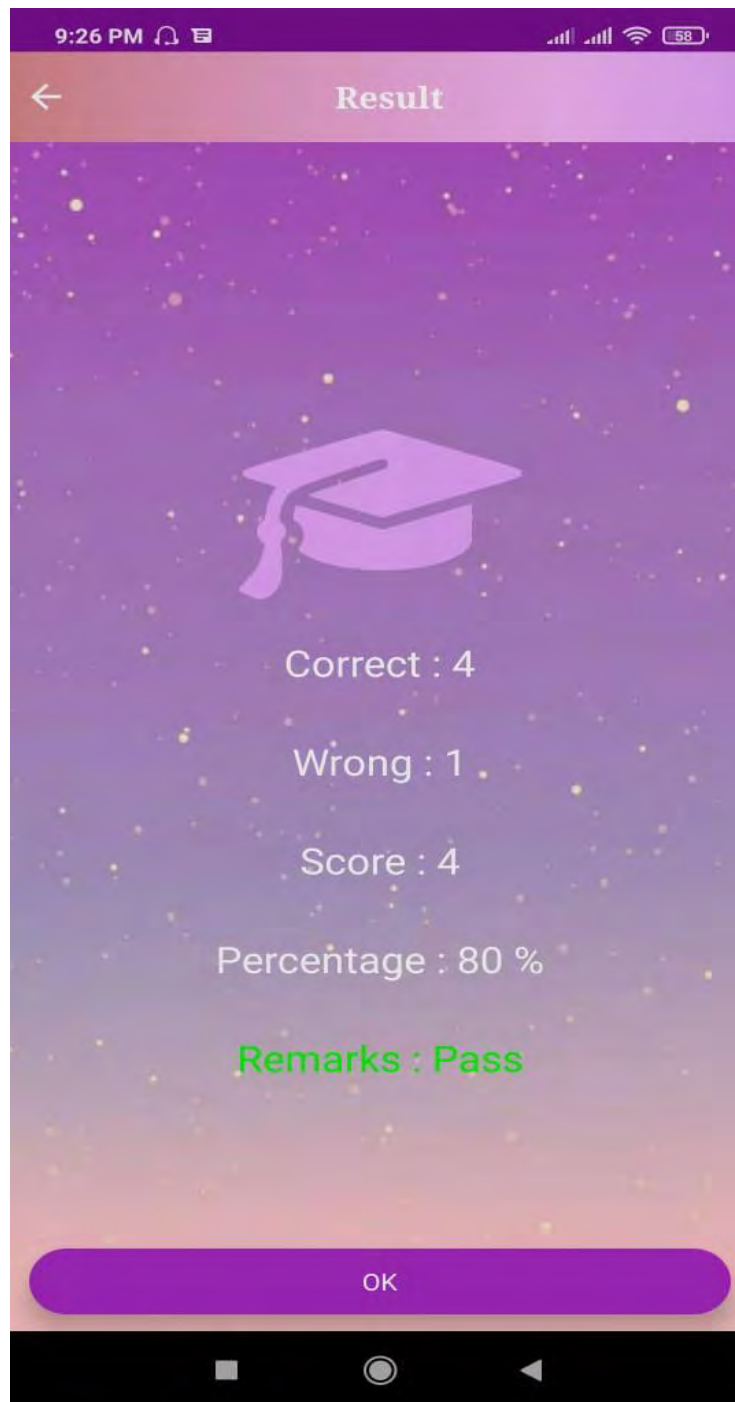 9:26 PM 58
Result
Correct : 4
Wrong : 1
Score : 4
Percentage : 80 %
Remarks : Pass
OK